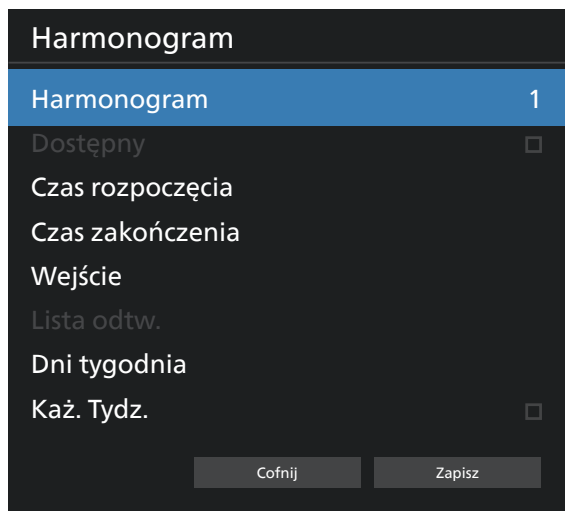 Harmonogram
Harmonogram 1
Dostępny
Czas rozpoczęcia
Czas zakończenia
Wejście
Lista odtw.
Dni tygodnia
Każ. Tydz.
Cofnij Zapisz